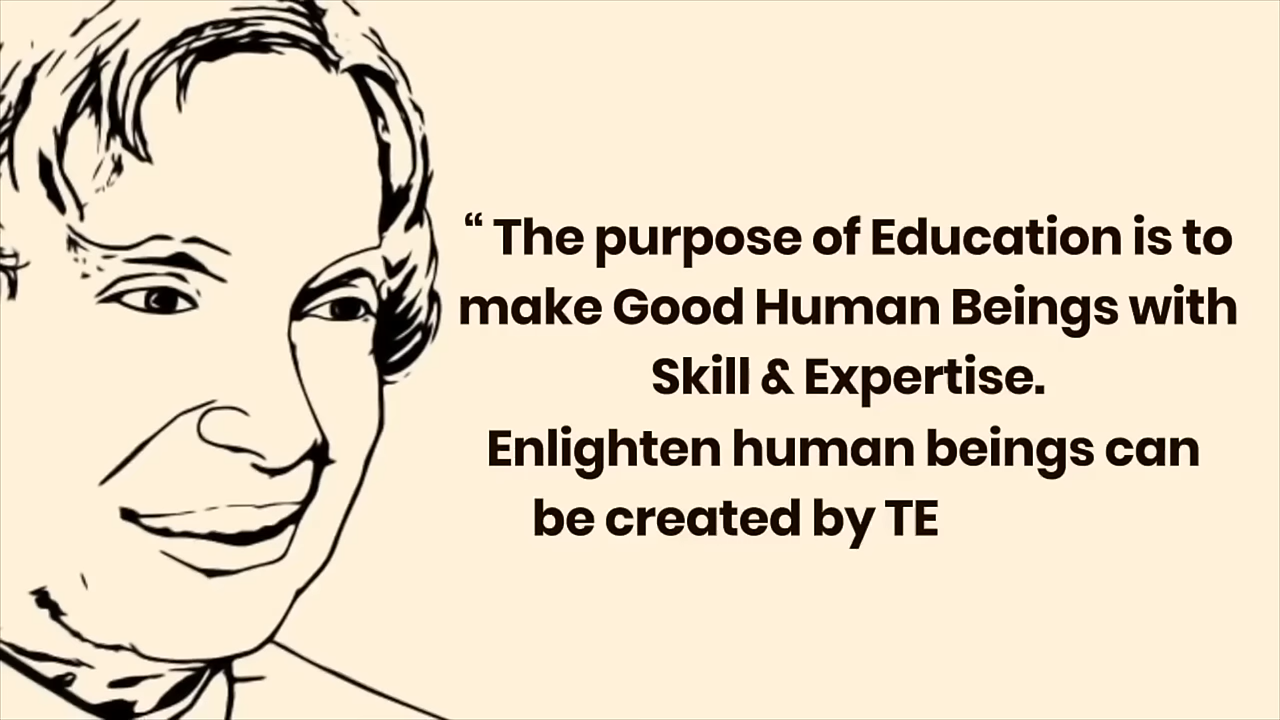 “ The purpose of Education is to
make Good Human Beings with
Skill & Expertise.
Enlighten human beings can
be created by TE